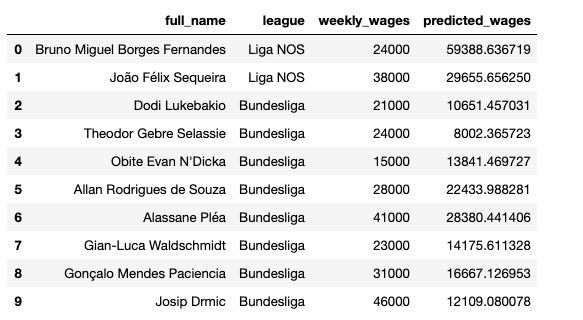 full_name league weekly_wages predicted_wages
0 Bruno Miguel Borges Fernandes Liga NOS 24000 59388.636719
1 João Félix Sequeira Liga NOS 38000 29655.656250
2 Dodi Lukebakio Bundesliga 21000 10651.457031
3 Theodor Gebre Selassie Bundesliga 24000 8002.365723
4 Obite Evan N'Dicka Bundesliga 15000 13841.469727
5 Allan Rodrigues de Souza Bundesliga 28000 22433.988281
6 Alassane Pléa Bundesliga 41000 28380.441406
7 Gian-Luca Waldschmidt Bundesliga 23000 14175.611328
8 Gonçalo Mendes Paciencia Bundesliga 31000 16667.126953
9 Josip Drmic Bundesliga 46000 12109.080078